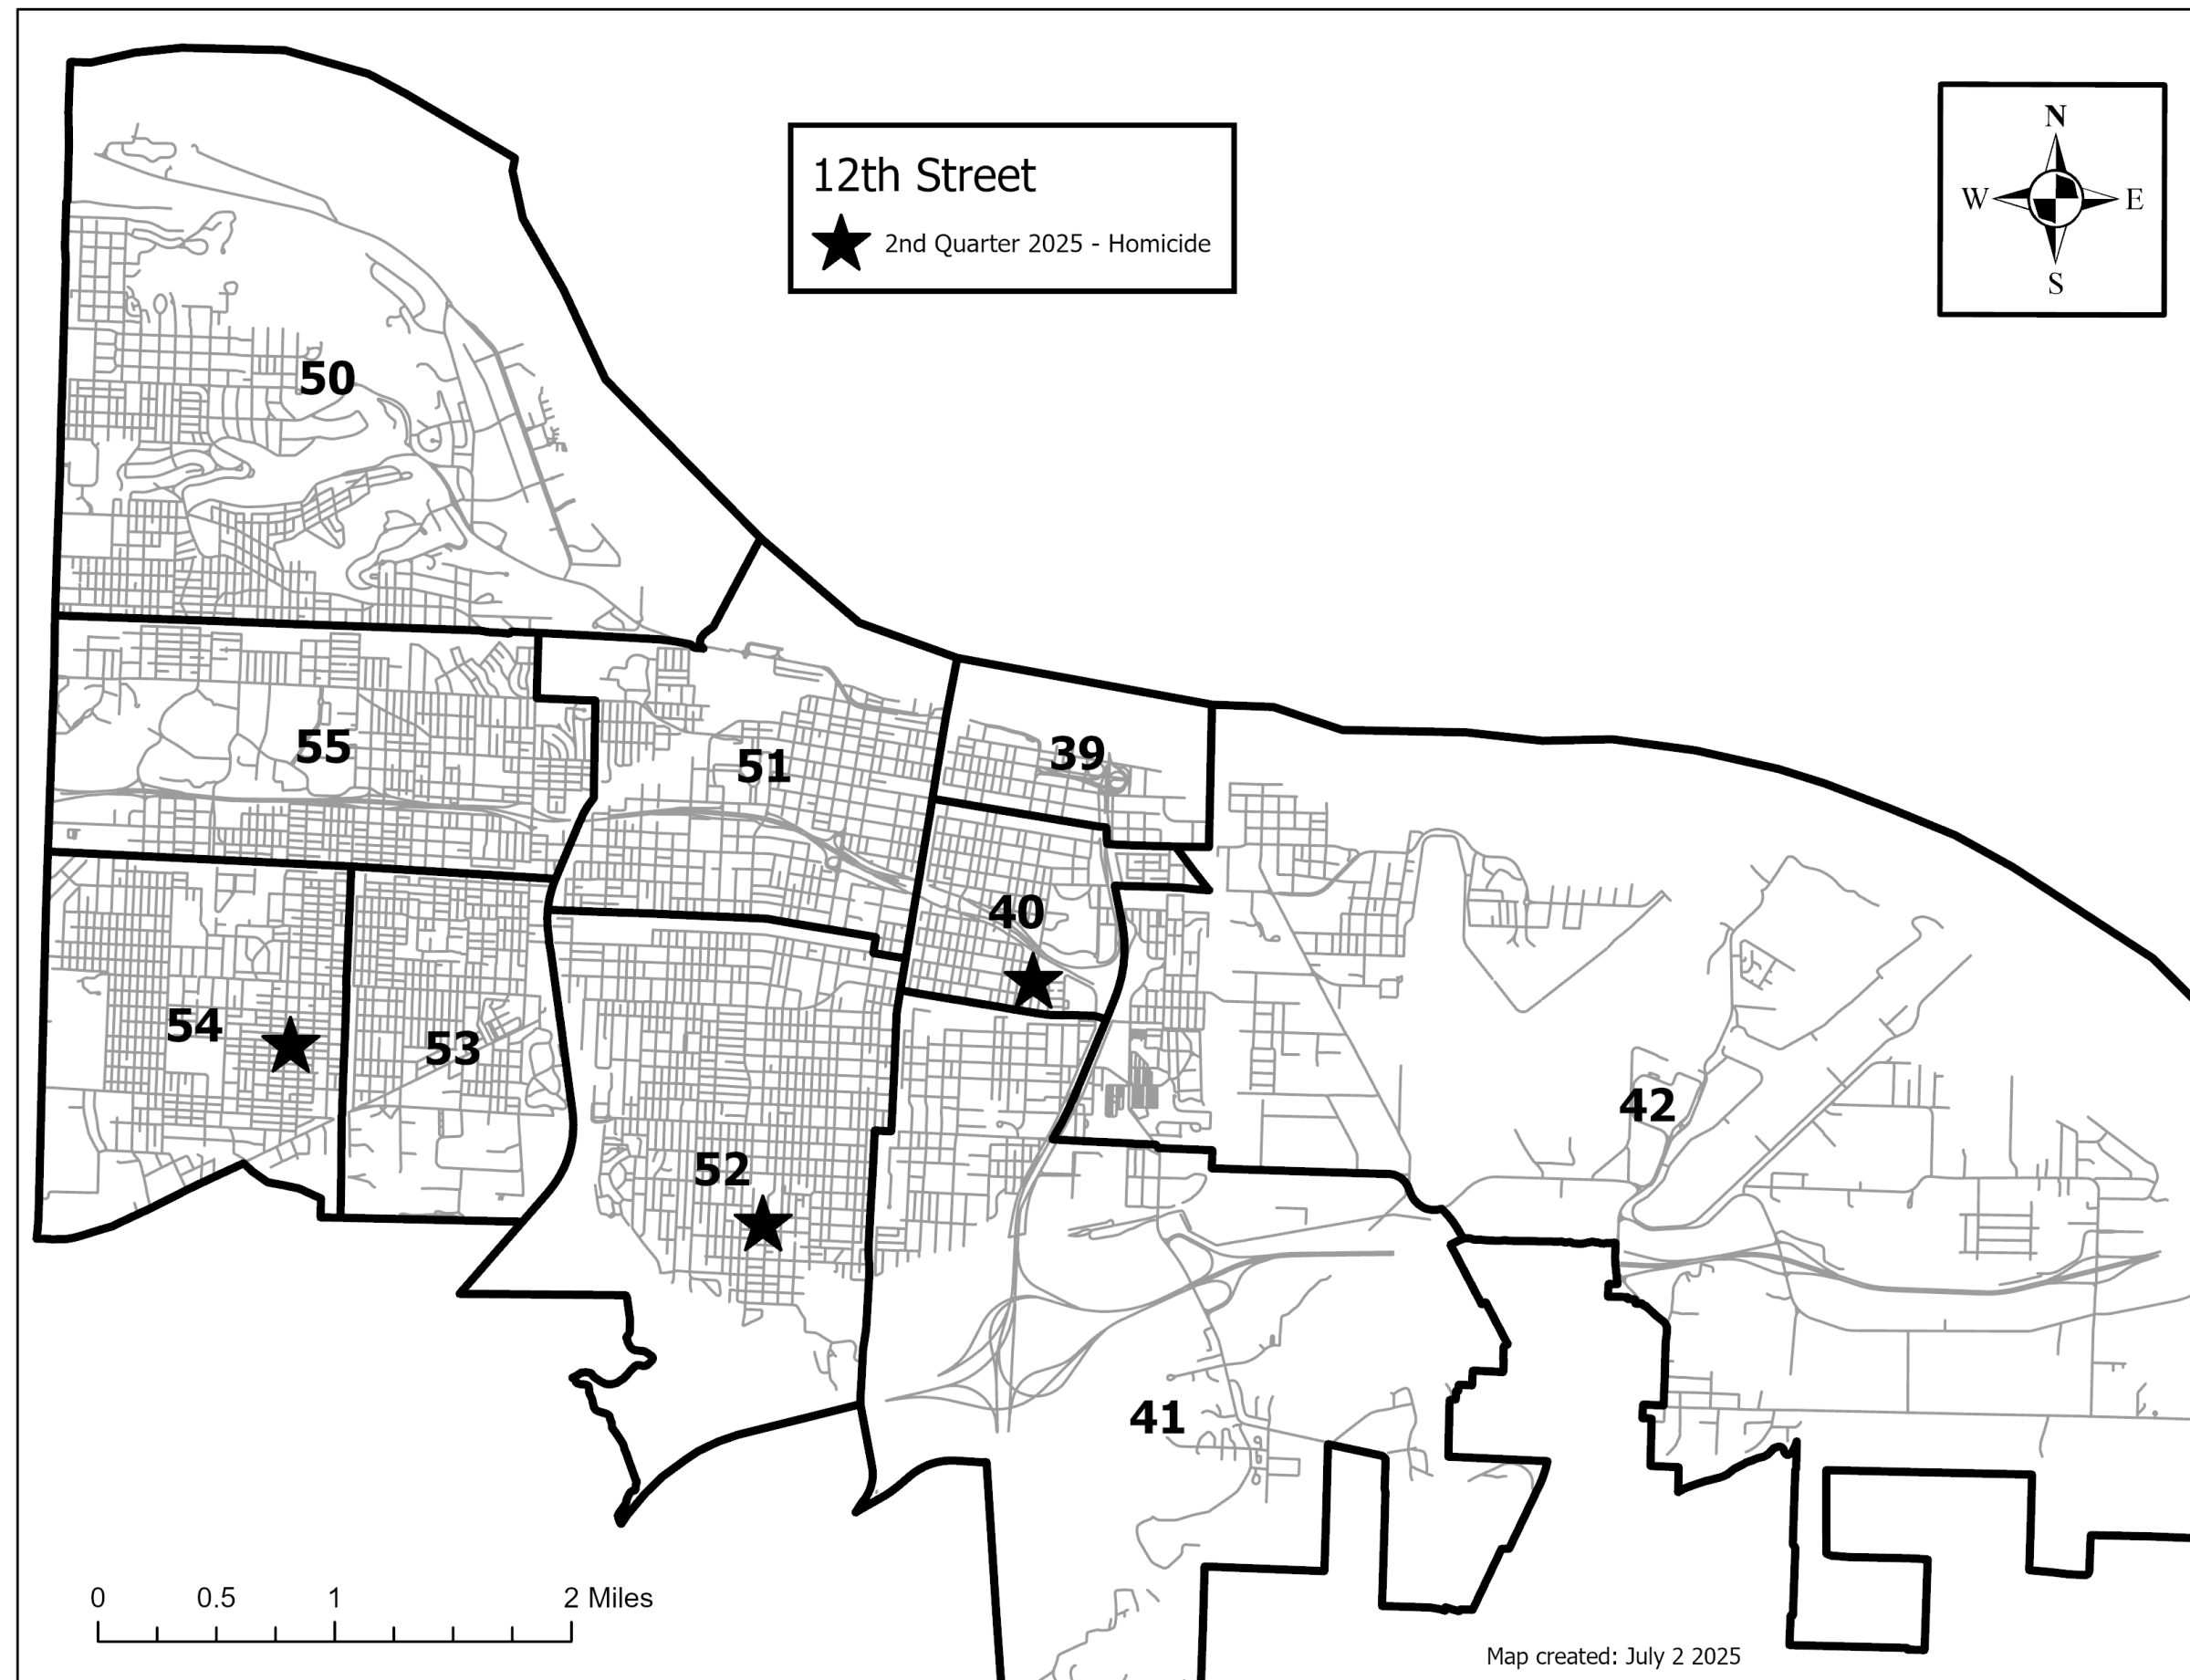 12th Street
2nd Quarter 2025 - Homicide
N
W
E
S
50
55
51
39
40
54
53
52
42
41
0 0.5 1 2 Miles
Map created: July 2 2025